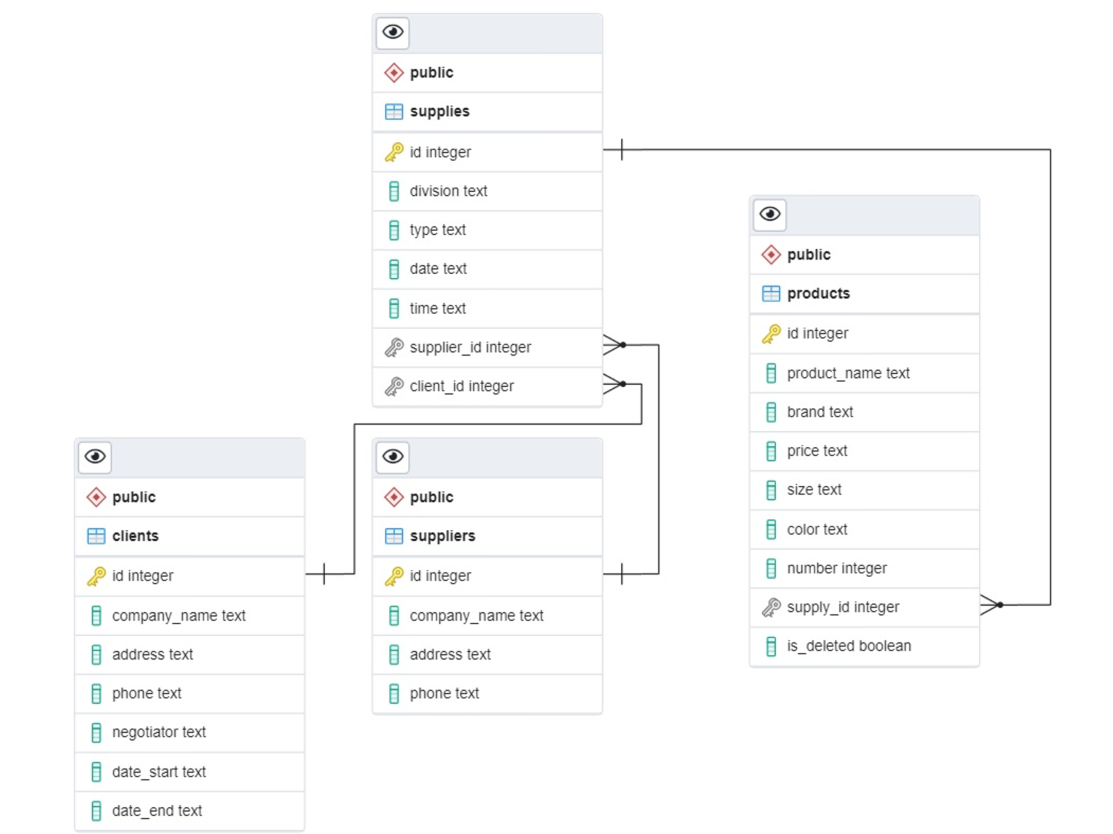 public
supplies
id integer
division text
type text
date text
time text
supplier_id integer
client_id integer
public
products
id integer
product_name text
brand text
price text
size text
color text
number integer
supply_id integer
is_deleted boolean
public
clients
id integer
company_name text
address text
phone text
negotiator text
date_start text
date_end text
public
suppliers
id integer
company_name text
address text
phone text